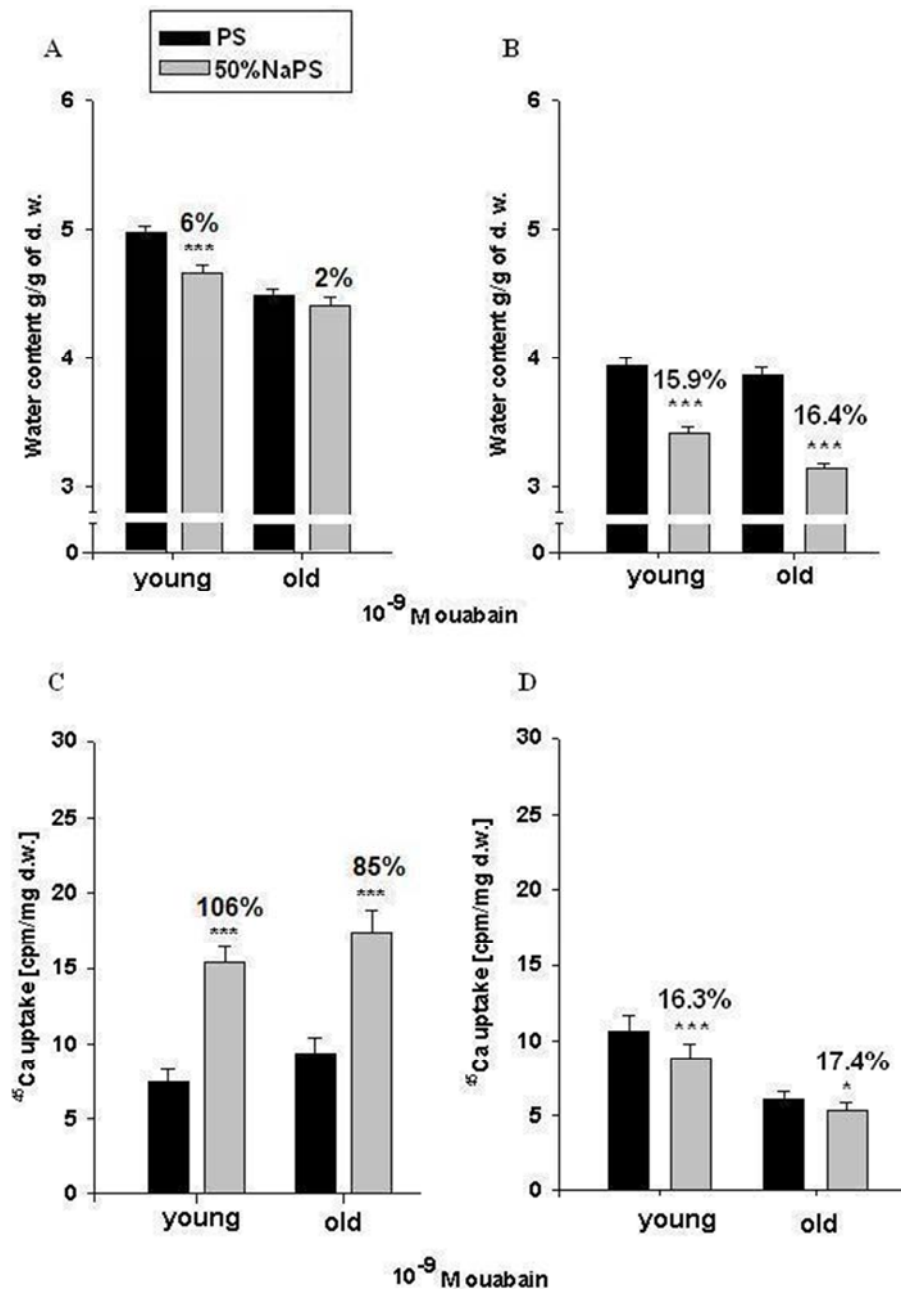 A
PS
50%NaPS
B
Water content g/g of d. w.
6
5
4
3
0
6%
***
2%
young
old
Water content g/g of d. w.
6
5
4
3
0
15.9%
***
16.4%
***
young
old
10-9 M ouabain
C
45Ca uptake [cpm/mg d.w.]
30
25
20
15
10
5
0
106%
***
85%
***
young
old
D
45Ca uptake [cpm/mg d.w.]
30
25
20
15
10
5
0
16.3%
***
17.4%
*
young
old
10-9 M ouabain